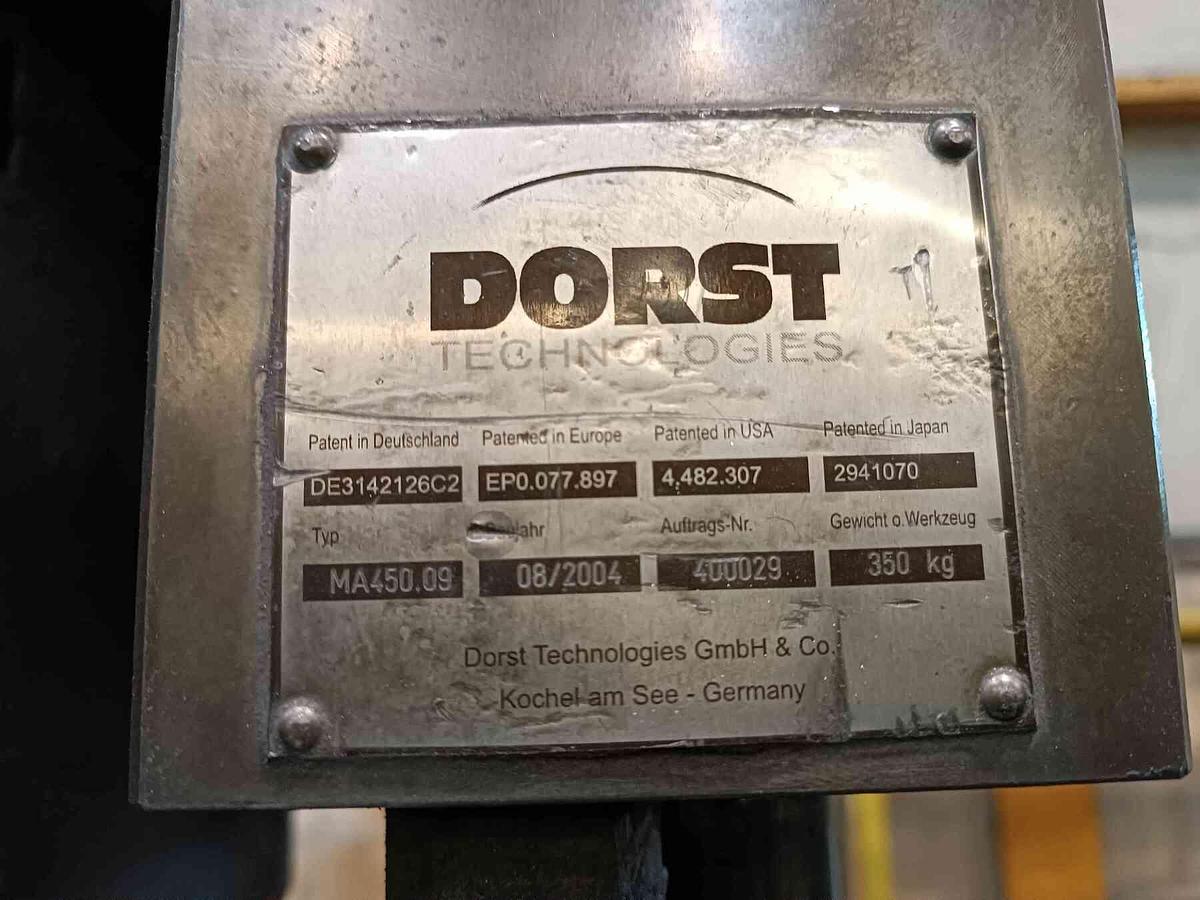 DORST
TECHNOLOGIES
Patent in Deutschland Patented in Europe Patented in USA Patented in Japan
DE3142126C2 EP0.077.897 4,482.307 2941070
Typ Baujahr Auftrags-Nr. Gewicht o.Werkzeug
MA450.09 08/2004 400029 350 kg
Dorst Technologies GmbH & Co.
Kochel am See - Germany